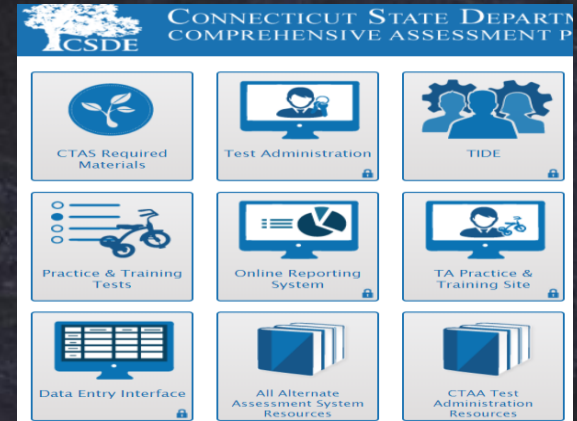 CSDE
CONNECTICUT STATE
COMPREHENSIVE ASSESSMENT
CTAS Required
Materials
Test Administration
TIDE
Practice & Training
Tests
Online Reporting
System
TA Practice &
Training Site
Data Entry Interface
All Alternate
Assessment System
Resources
CTAA Test
Administration
Resources